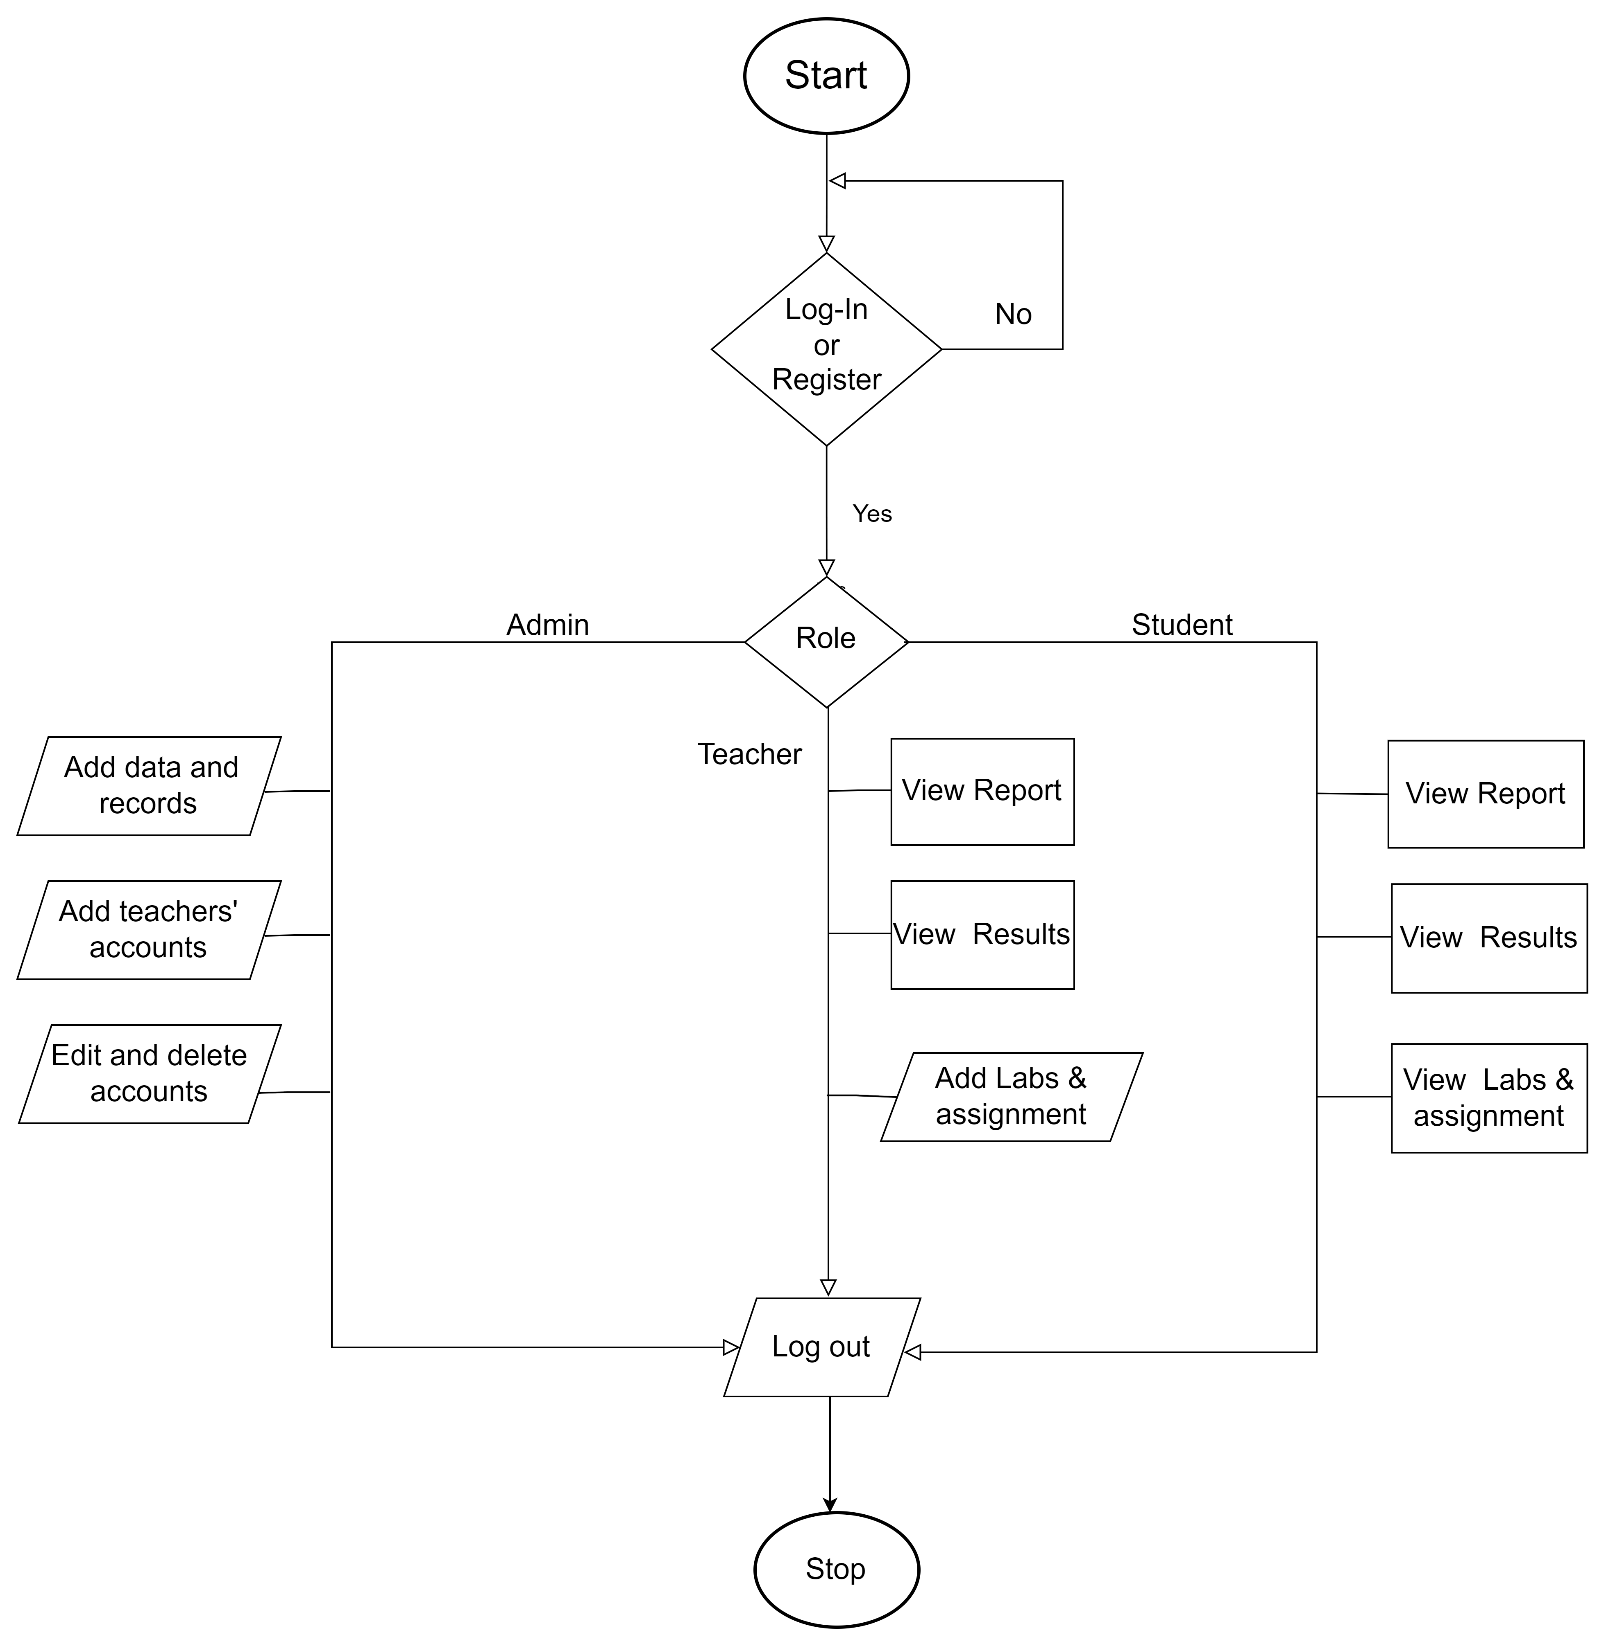 Start
Log-In
or
Register
No
Yes
Role
Admin
Student
Teacher
Add data and
records
Add teachers'
accounts
Edit and delete
accounts
View Report
View  Results
Add Labs &
assignment
View Report
View  Results
View  Labs &
assignment
Log out
Stop